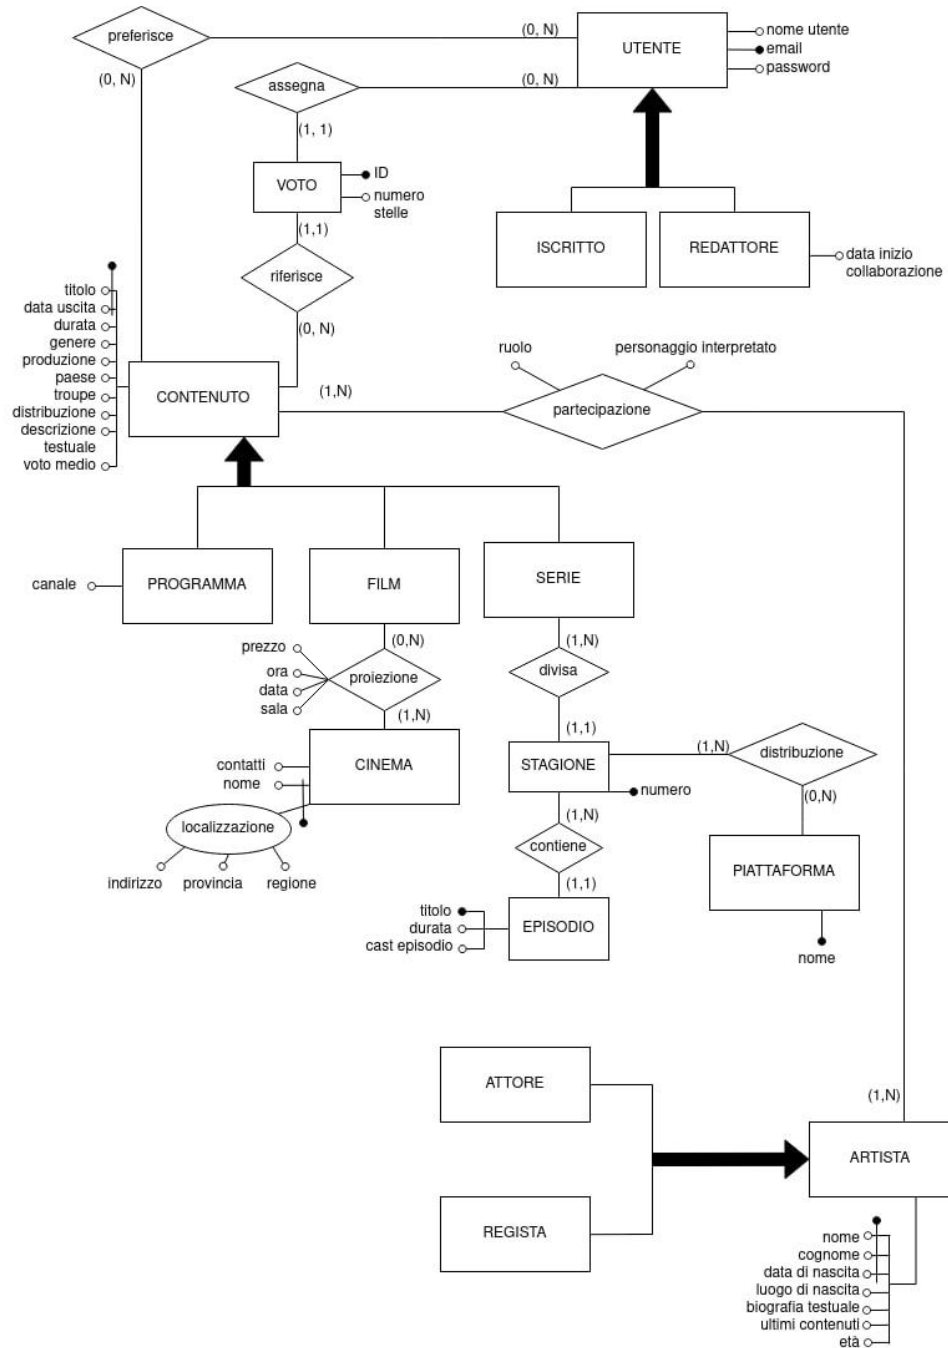 preferisce
(0, N)
UTENTE
nome utente
email
password
(0, N)
assegna
(0, N)
(1, 1)
VOTO
ID
numero
stelle
ISCRITTO
REDATTORE
data inizio
collaborazione
(1,1)
riferisce
(0, N)
titolo
data uscita
durata
genere
produzione
paese
troupe
distribuzione
descrizione
testuale
voto medio
CONTENUTO
(1,N)
ruolo
personaggio interpretato
partecipazione
canale
PROGRAMMA
FILM
SERIE
(0,N)
prezzo
ora
data
sala
proiezione
(1,N)
(1,N)
divisa
(1,1)
contatti
nome
CINEMA
localizzazione
indirizzo
provincia
regione
STAGIONE
numero
(1,N)
distribuzione
(0,N)
(1,N)
contiene
(1,1)
PIATTAFORMA
nome
titolo
durata
cast episodio
EPISODIO
ATTORE
REGISTA
(1,N)
ARTISTA
nome
cognome
data di nascita
luogo di nascita
biografia testuale
ultimi contenuti
età